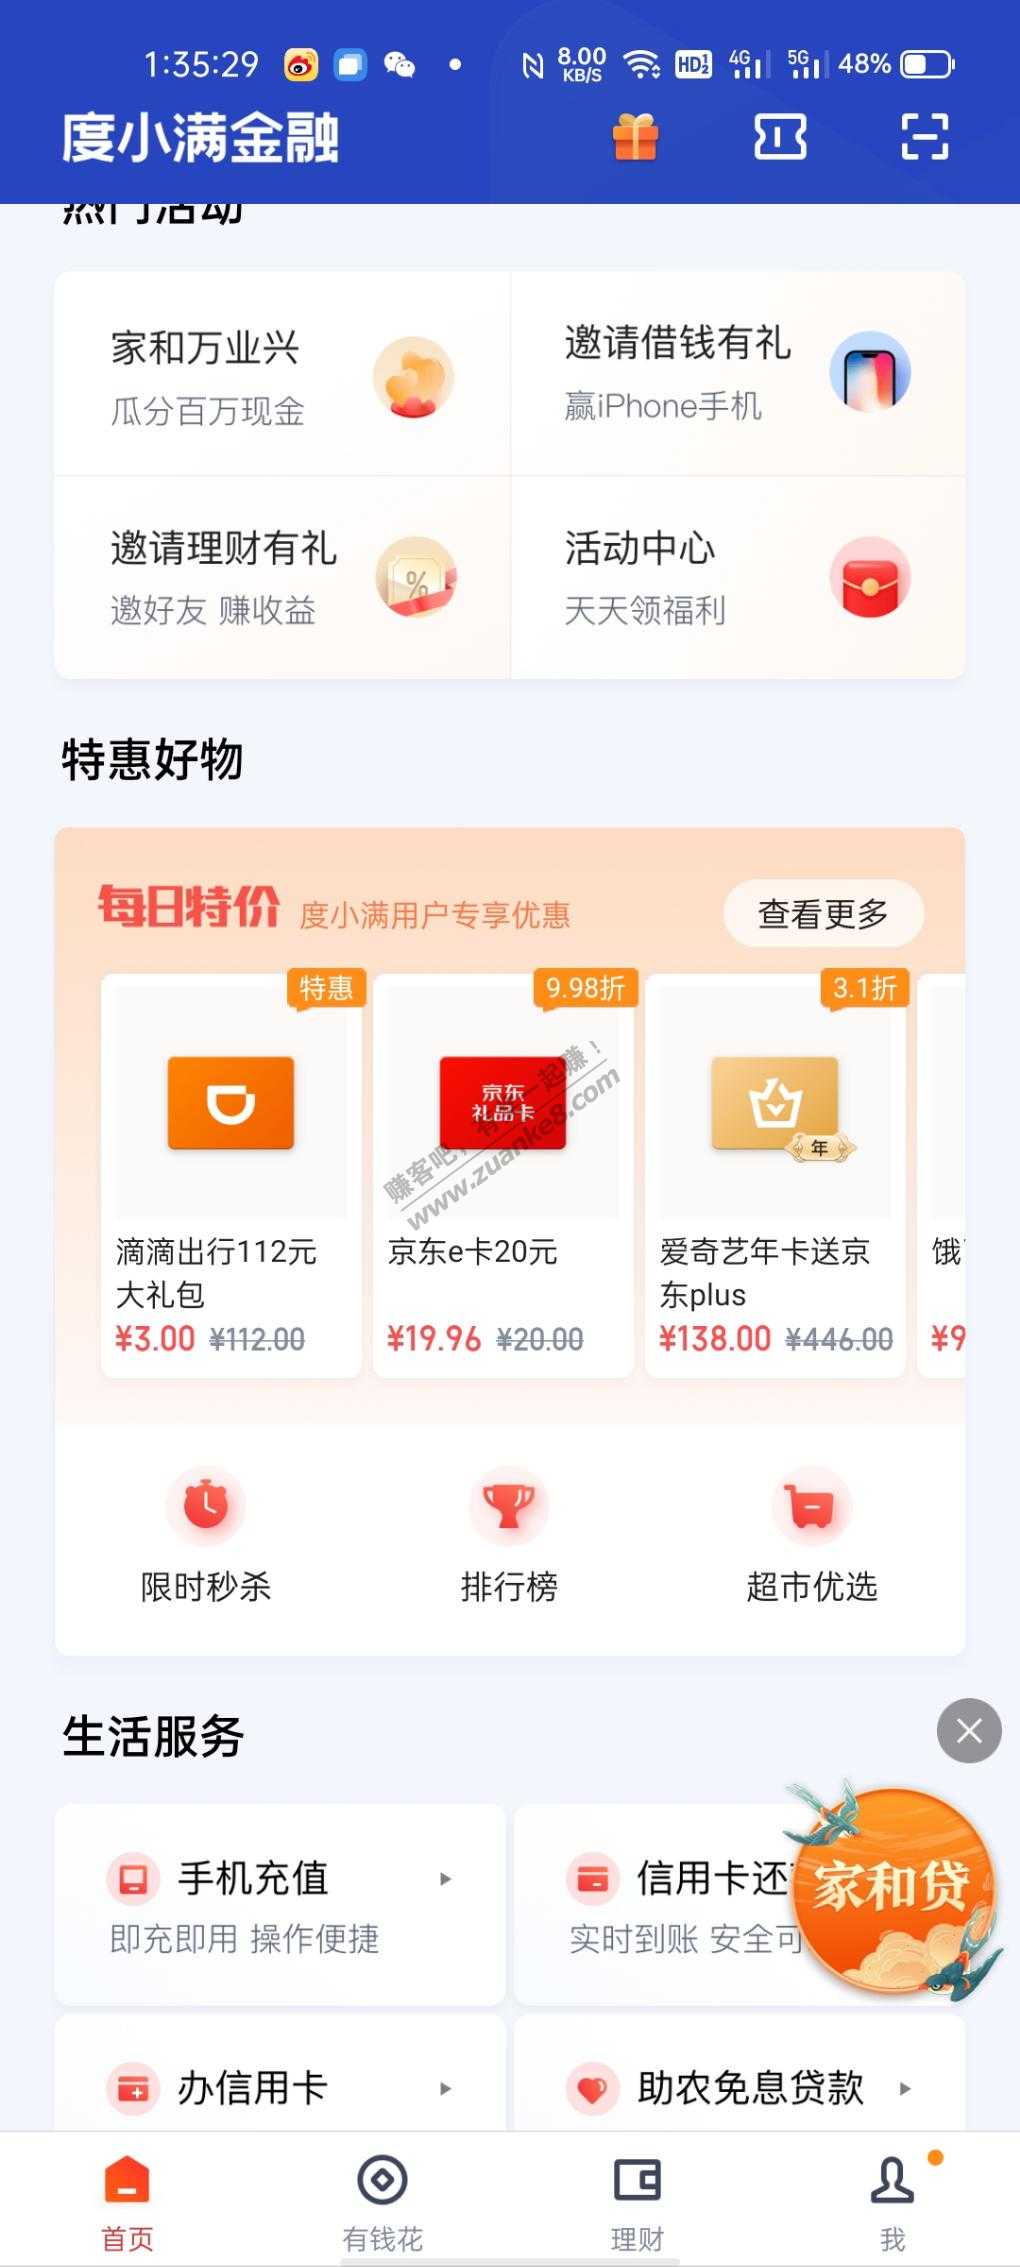 1:35:29
8.00
KB/S
HD 1 2
4G
5G
48%
度小满金融
热门活动
家和万业兴
瓜分百万现金
邀请借钱有礼
赢iPhone手机
邀请理财有礼
邀好友 赚收益
%
活动中心
天天领福利
特惠好物
每日特价
度小满用户专享优惠
查看更多
特惠
9.98折
3.1折
京东
礼品卡
年
赚客吧，有奖一起赚！
www.zuanke8.com
滴滴出行112元
大礼包
¥3.00 ¥112.00
京东e卡20元
¥19.96 ¥20.00
爱奇艺年卡送京
东plus
¥138.00 ¥446.00
饿
¥9
限时秒杀
排行榜
超市优选
生活服务
手机充值
即充即用 操作便捷
信用卡还
实时到账 安全可
家和贷
办信用卡
助农免息贷款
首页
有钱花
理财
我